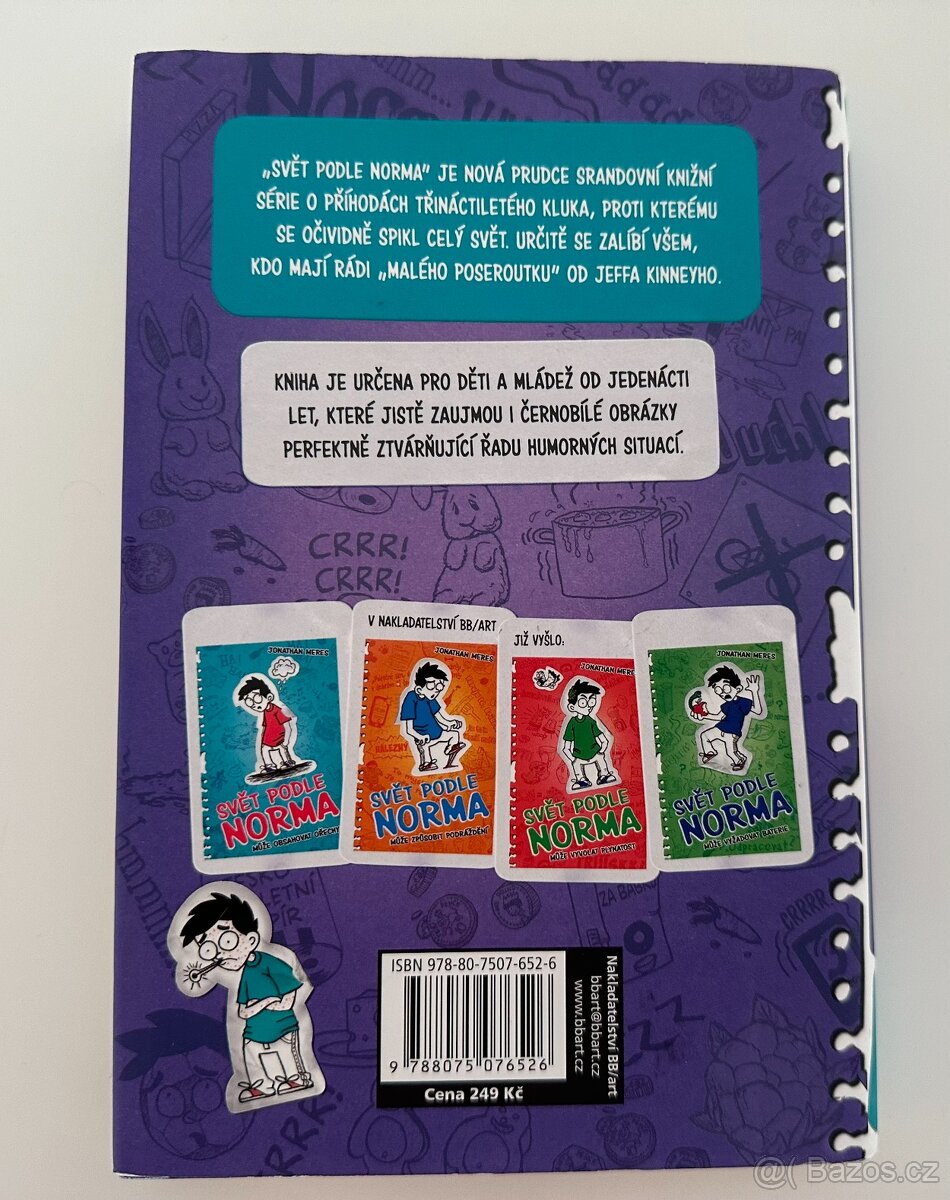 „SVĚT PODLE NORMA“ JE NOVÁ PRUDCE SRANDOVNÍ KNIŽNÍ
SÉRIE O PŘÍHODÁCH TŘINÁCTILETÉHO KLUKA, PROTI KTERÉMU
SE OČIVIDNĚ SPIKL CELÝ SVĚT. URČITĚ SE ZALÍBÍ VŠEM,
KDO MAJÍ RÁDI „MALÉHO POSEROUTKU“ OD JEFFA KINNEYHO.
KNIHA JE URČENA PRO DĚTI A MLÁDEŽ OD JEDENÁCTI
LET, KTERÉ JISTĚ ZAUJMOU I ČERNOBÍLÉ OBRÁZKY
PERFEKTNĚ ZTVÁRŇUJÍCÍ ŘADU HUMORNÝCH SITUACÍ.
PIZZA
CRRR!
CRRR!
V NAKLADATELSTVÍ BB/ART JIŽ VYŠLO:
JONATHAN MERES
SVĚT PODLE
NORMA
MŮŽE OBSAHOVAT OŘECHY
JONATHAN MERES
NÁLEZNÝ
SVĚT PODLE
NORMA
MŮŽE ZPŮSOBIT PODRÁŽDĚNÍ
JONATHAN MERES
SVĚT PODLE
NORMA
MŮŽE VYVOLAT PLYNATOST
JONATHAN MERES
SVĚT PODLE
NORMA
MŮŽE VYŽADOVAT BATERIE
ISBN 978-80-7507-652-6
9 788075 076526
Cena 249 Kč
Nakladatelství BB/art
bbart@bbart.cz
www.bbart.cz
@( Bazos.cz